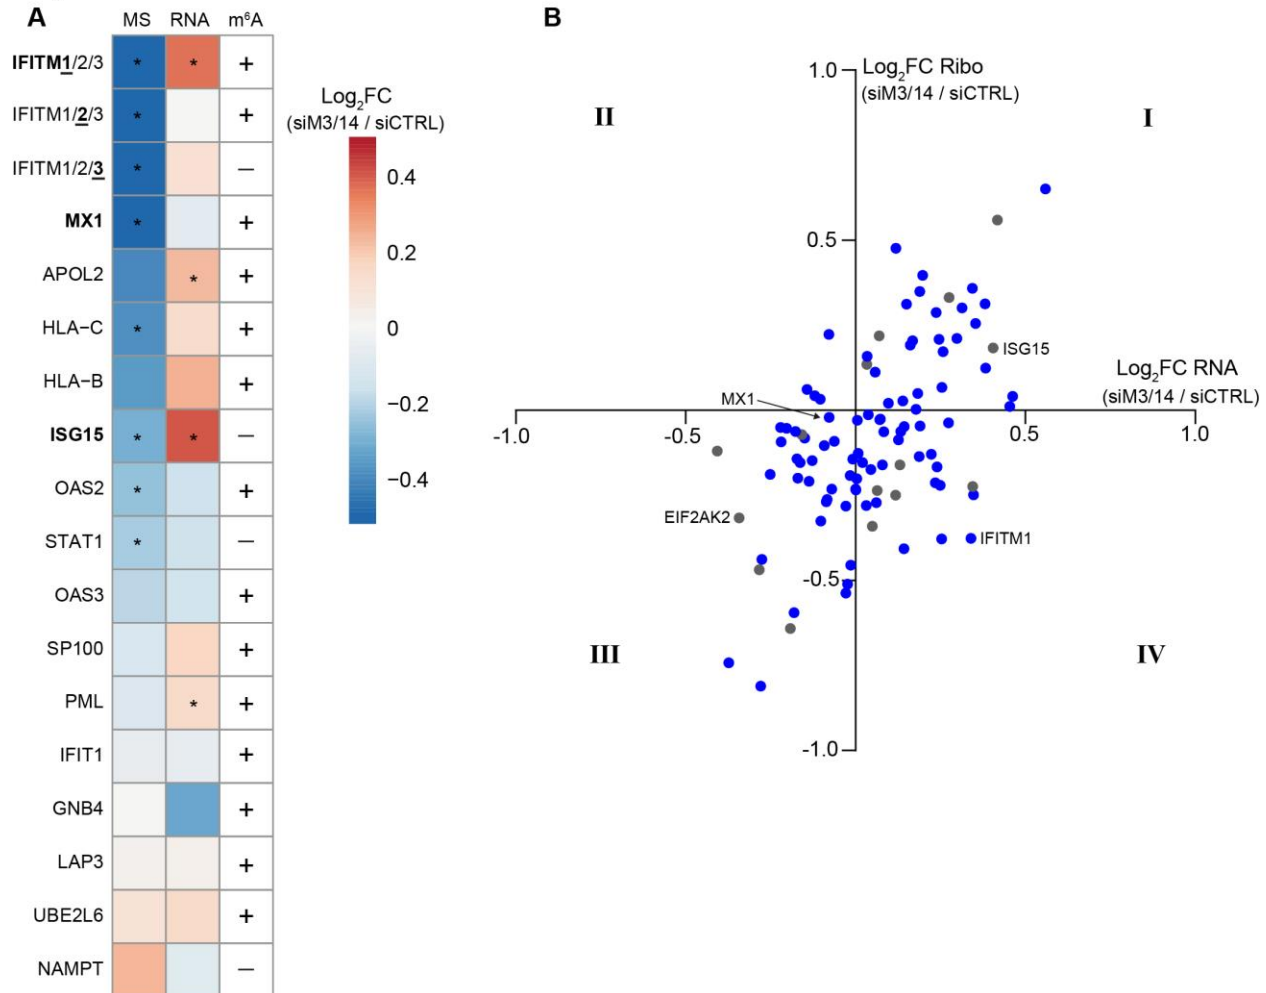 A
MS RNA m⁶A
IFITM1/2/3 * * +
IFITM1/2/3 * +
IFITM1/2/3 * −
MX1 * +
APOL2 * +
HLA−C * +
HLA−B +
ISG15 * * −
OAS2 * +
STAT1 * −
OAS3 +
SP100 +
PML * +
IFIT1 +
GNB4 +
LAP3 +
UBE2L6 +
NAMPT −
Log₂FC
(siM3/14 / siCTRL)
0.4
0.2
0
−0.2
−0.4
B
Log₂FC Ribo
(siM3/14 / siCTRL)
1.0
0.5
-0.5
-1.0
II
I
III
IV
Log₂FC RNA
(siM3/14 / siCTRL)
-1.0
-0.5
0.5
1.0
ISG15
MX1
EIF2AK2
IFITM1